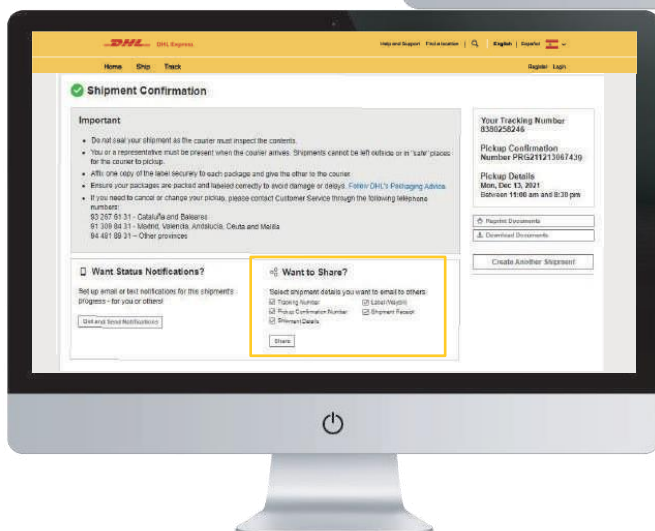 DHL DHL Express
Help and Support Find a location English | Español
Home Ship Track
Register Login
Shipment Confirmation
Important
Do not seal your shipment as the courier must inspect the contents.
You or a representative must be present when the courier arrives. Shipments cannot be left outside or in "safe" places
for the courier to pickup.
Affix one copy of the label securely to each package and give the other to the courier.
Ensure your packages are packed and labeled correctly to avoid damage or delays. Follow DHL's Packaging Advice.
If you need to cancel or change your pickup, please contact Customer Service through the following telephone
numbers:
93 267 61 31 - Cataluña and Baleares
91 309 84 31 - Madrid, Valencia, Andalucía, Ceuta and Melilla
94 491 89 31 – Other provinces
Your Tracking Number
8380258246
Pickup Confirmation
Number PRG211213067439
Pickup Details
Mon, Dec 13, 2021
Between 11:00 am and 8:30 pm
Reprint Documents
Download Documents
Create Another Shipment
Want Status Notifications?
Set up email or text notifications for this shipment's
progress - for you or others!
Get and Send Notifications
Want to Share?
Select shipment details you want to email to others
Tracking Number
Label/Waybill
Pickup Confirmation Number
Shipment Receipt
Shipment Details
Share